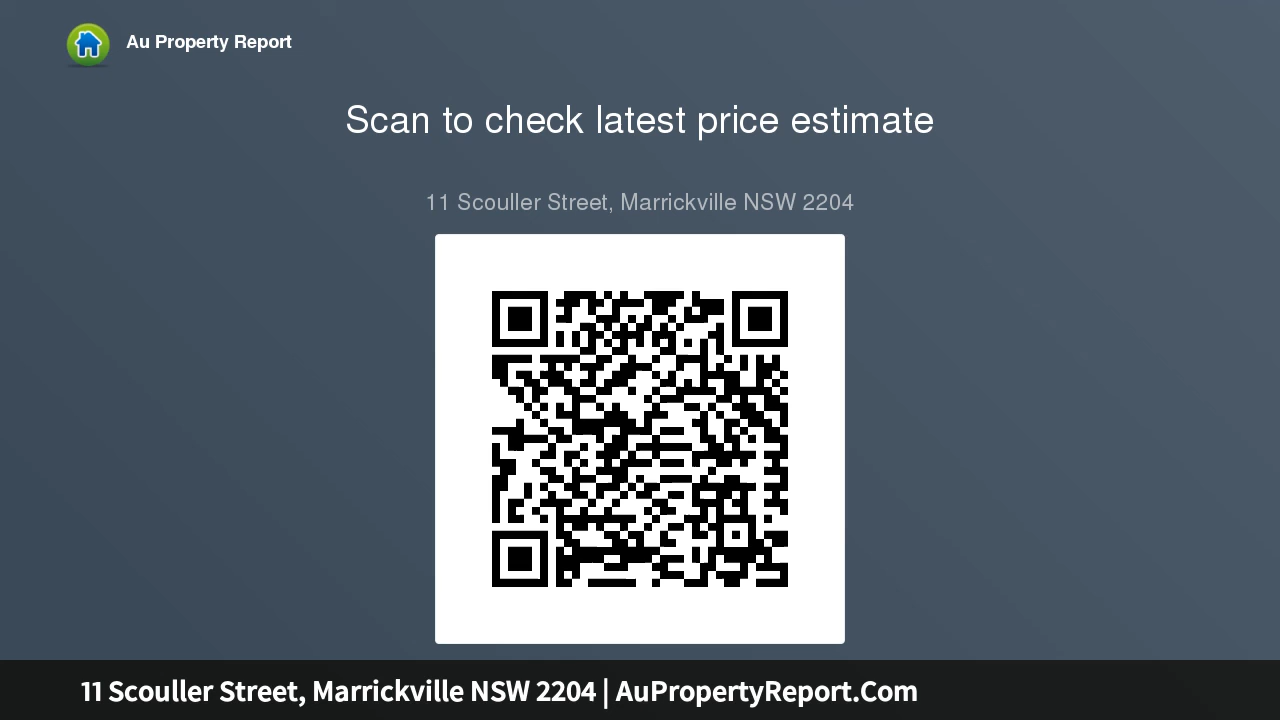 Au Property Report
Scan to check latest price estimate
11 Scouller Street, Marrickville NSW 2204
11 Scouller Street, Marrickville NSW 2204 | AuPropertyReport.Com